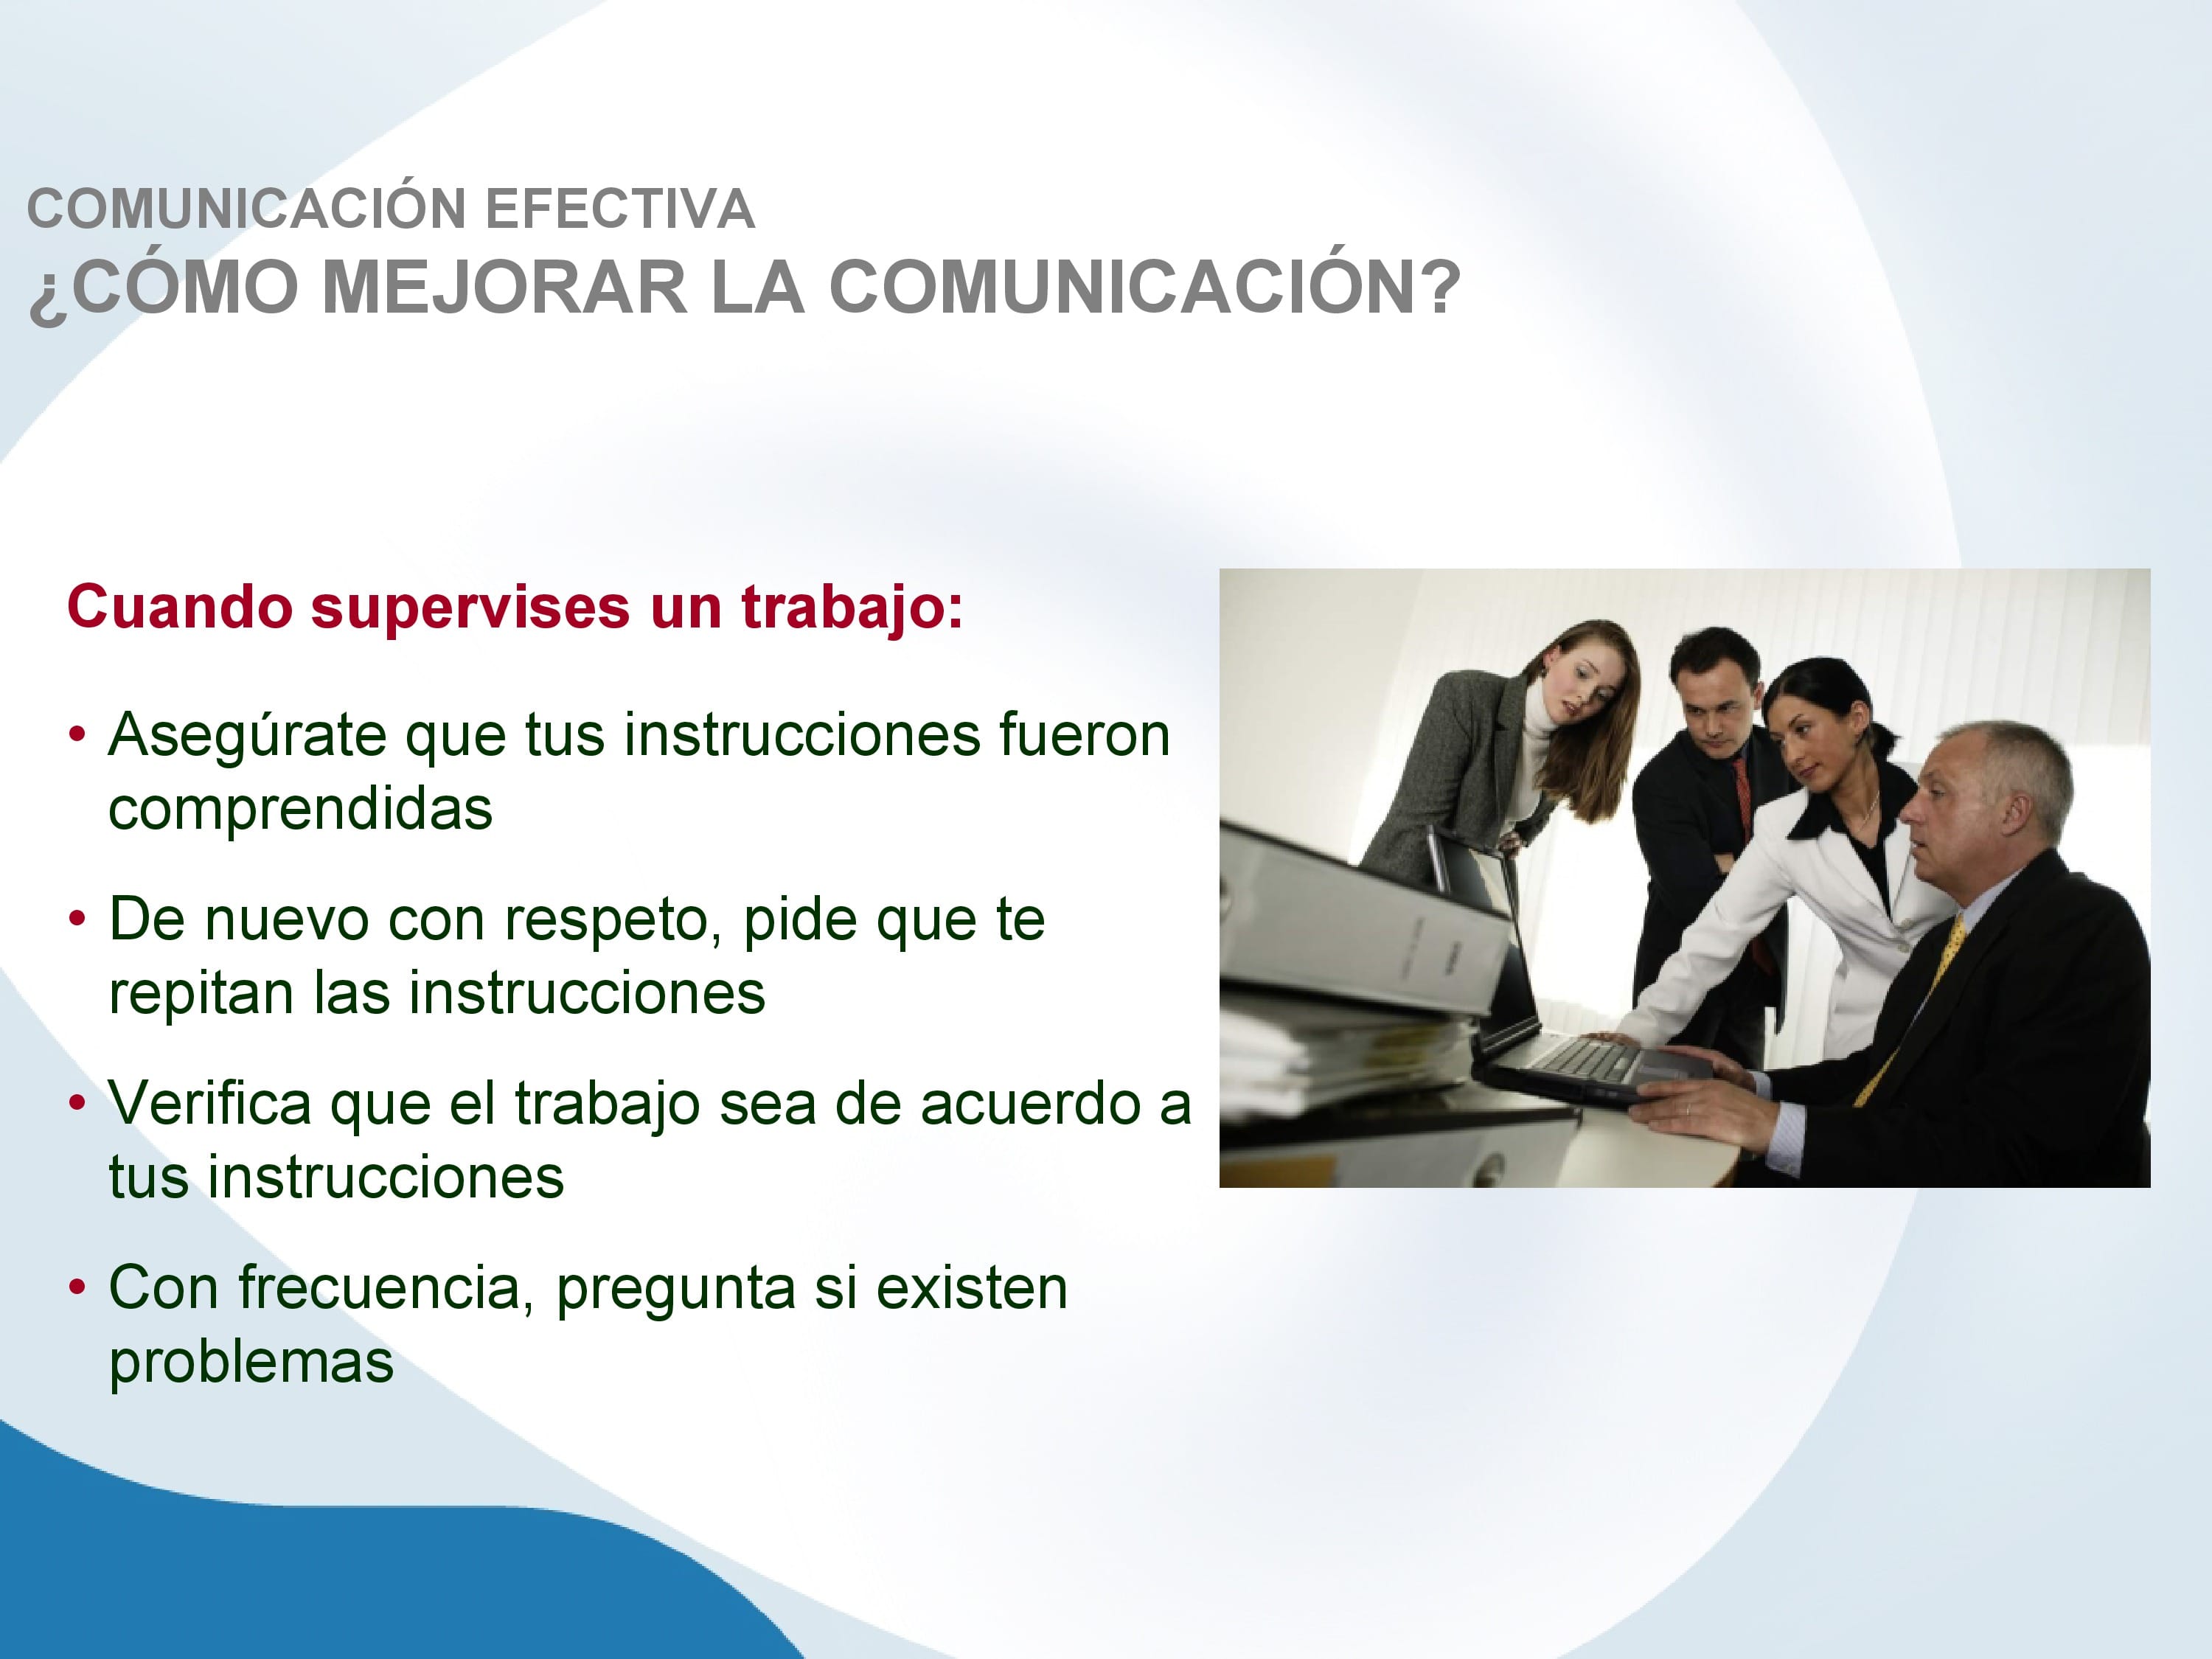 COMUNICACIÓN EFECTIVA
¿CÓMO MEJORAR LA COMUNICACIÓN?
Cuando supervises un trabajo:
• Asegúrate que tus instrucciones fueron
comprendidas
• De nuevo con respeto, pide que te
repitan las instrucciones
• Verifica que el trabajo sea de acuerdo a
tus instrucciones
• Con frecuencia, pregunta si existen
problemas